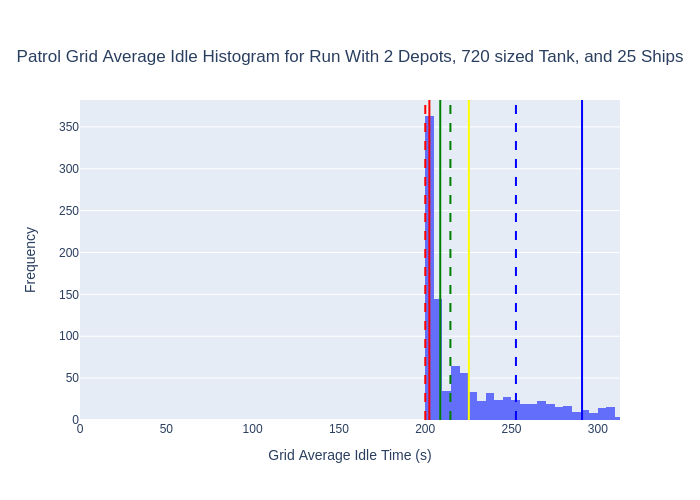 Patrol Grid Average Idle Histogram for Run With 2 Depots, 720 sized Tank, and 25 Ships
350
300
250
200
150
100
50
0
Frequency
0 50 100 150 200 250 300
Grid Average Idle Time (s)